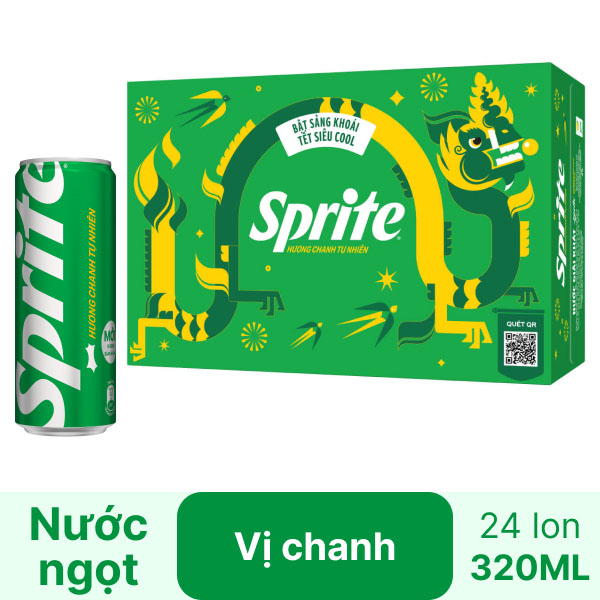 BẬT SẢNG KHOÁI
TẾT SIÊU COOL
Sprite
HƯƠNG CHANH TỰ NHIÊN
QUÉT QR
Sprite
Sprite
HƯƠNG CHANH TỰ NHIÊN
MỚI
Nước
ngọt
Vị chanh
24 lon
320ML